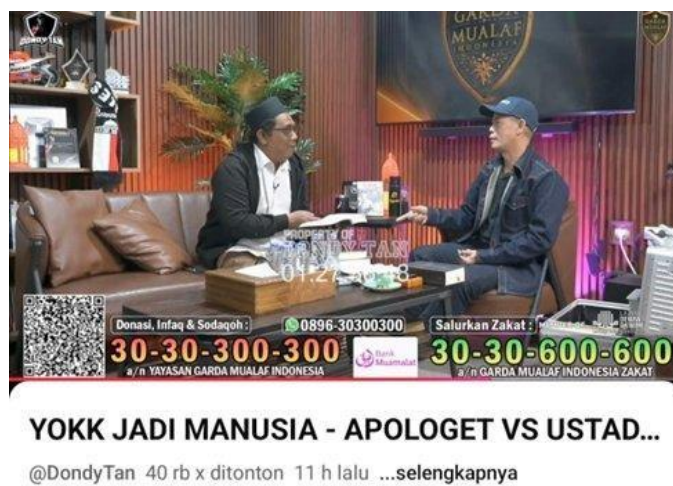 DONDY TAN
GARDA
MUALAF
INDONESIA
GARDA
MUALAF
PROPERTY OF
DONDY TAN
Donasi, Infaq & Sodaqoh :
0896-30300300
Salurkan Zakat :
30-30-300-300
Bank
Muamalat
30-30-600-600
a/n YAYASAN GARDA MUALAF INDONESIA
a/n GARDA MUALAF INDONESIA ZAKAT
YOKK JADI MANUSIA - APOLOGET VS USTAD...
@DondyTan 40 rb x ditonton 11 h lalu ...selengkapnya